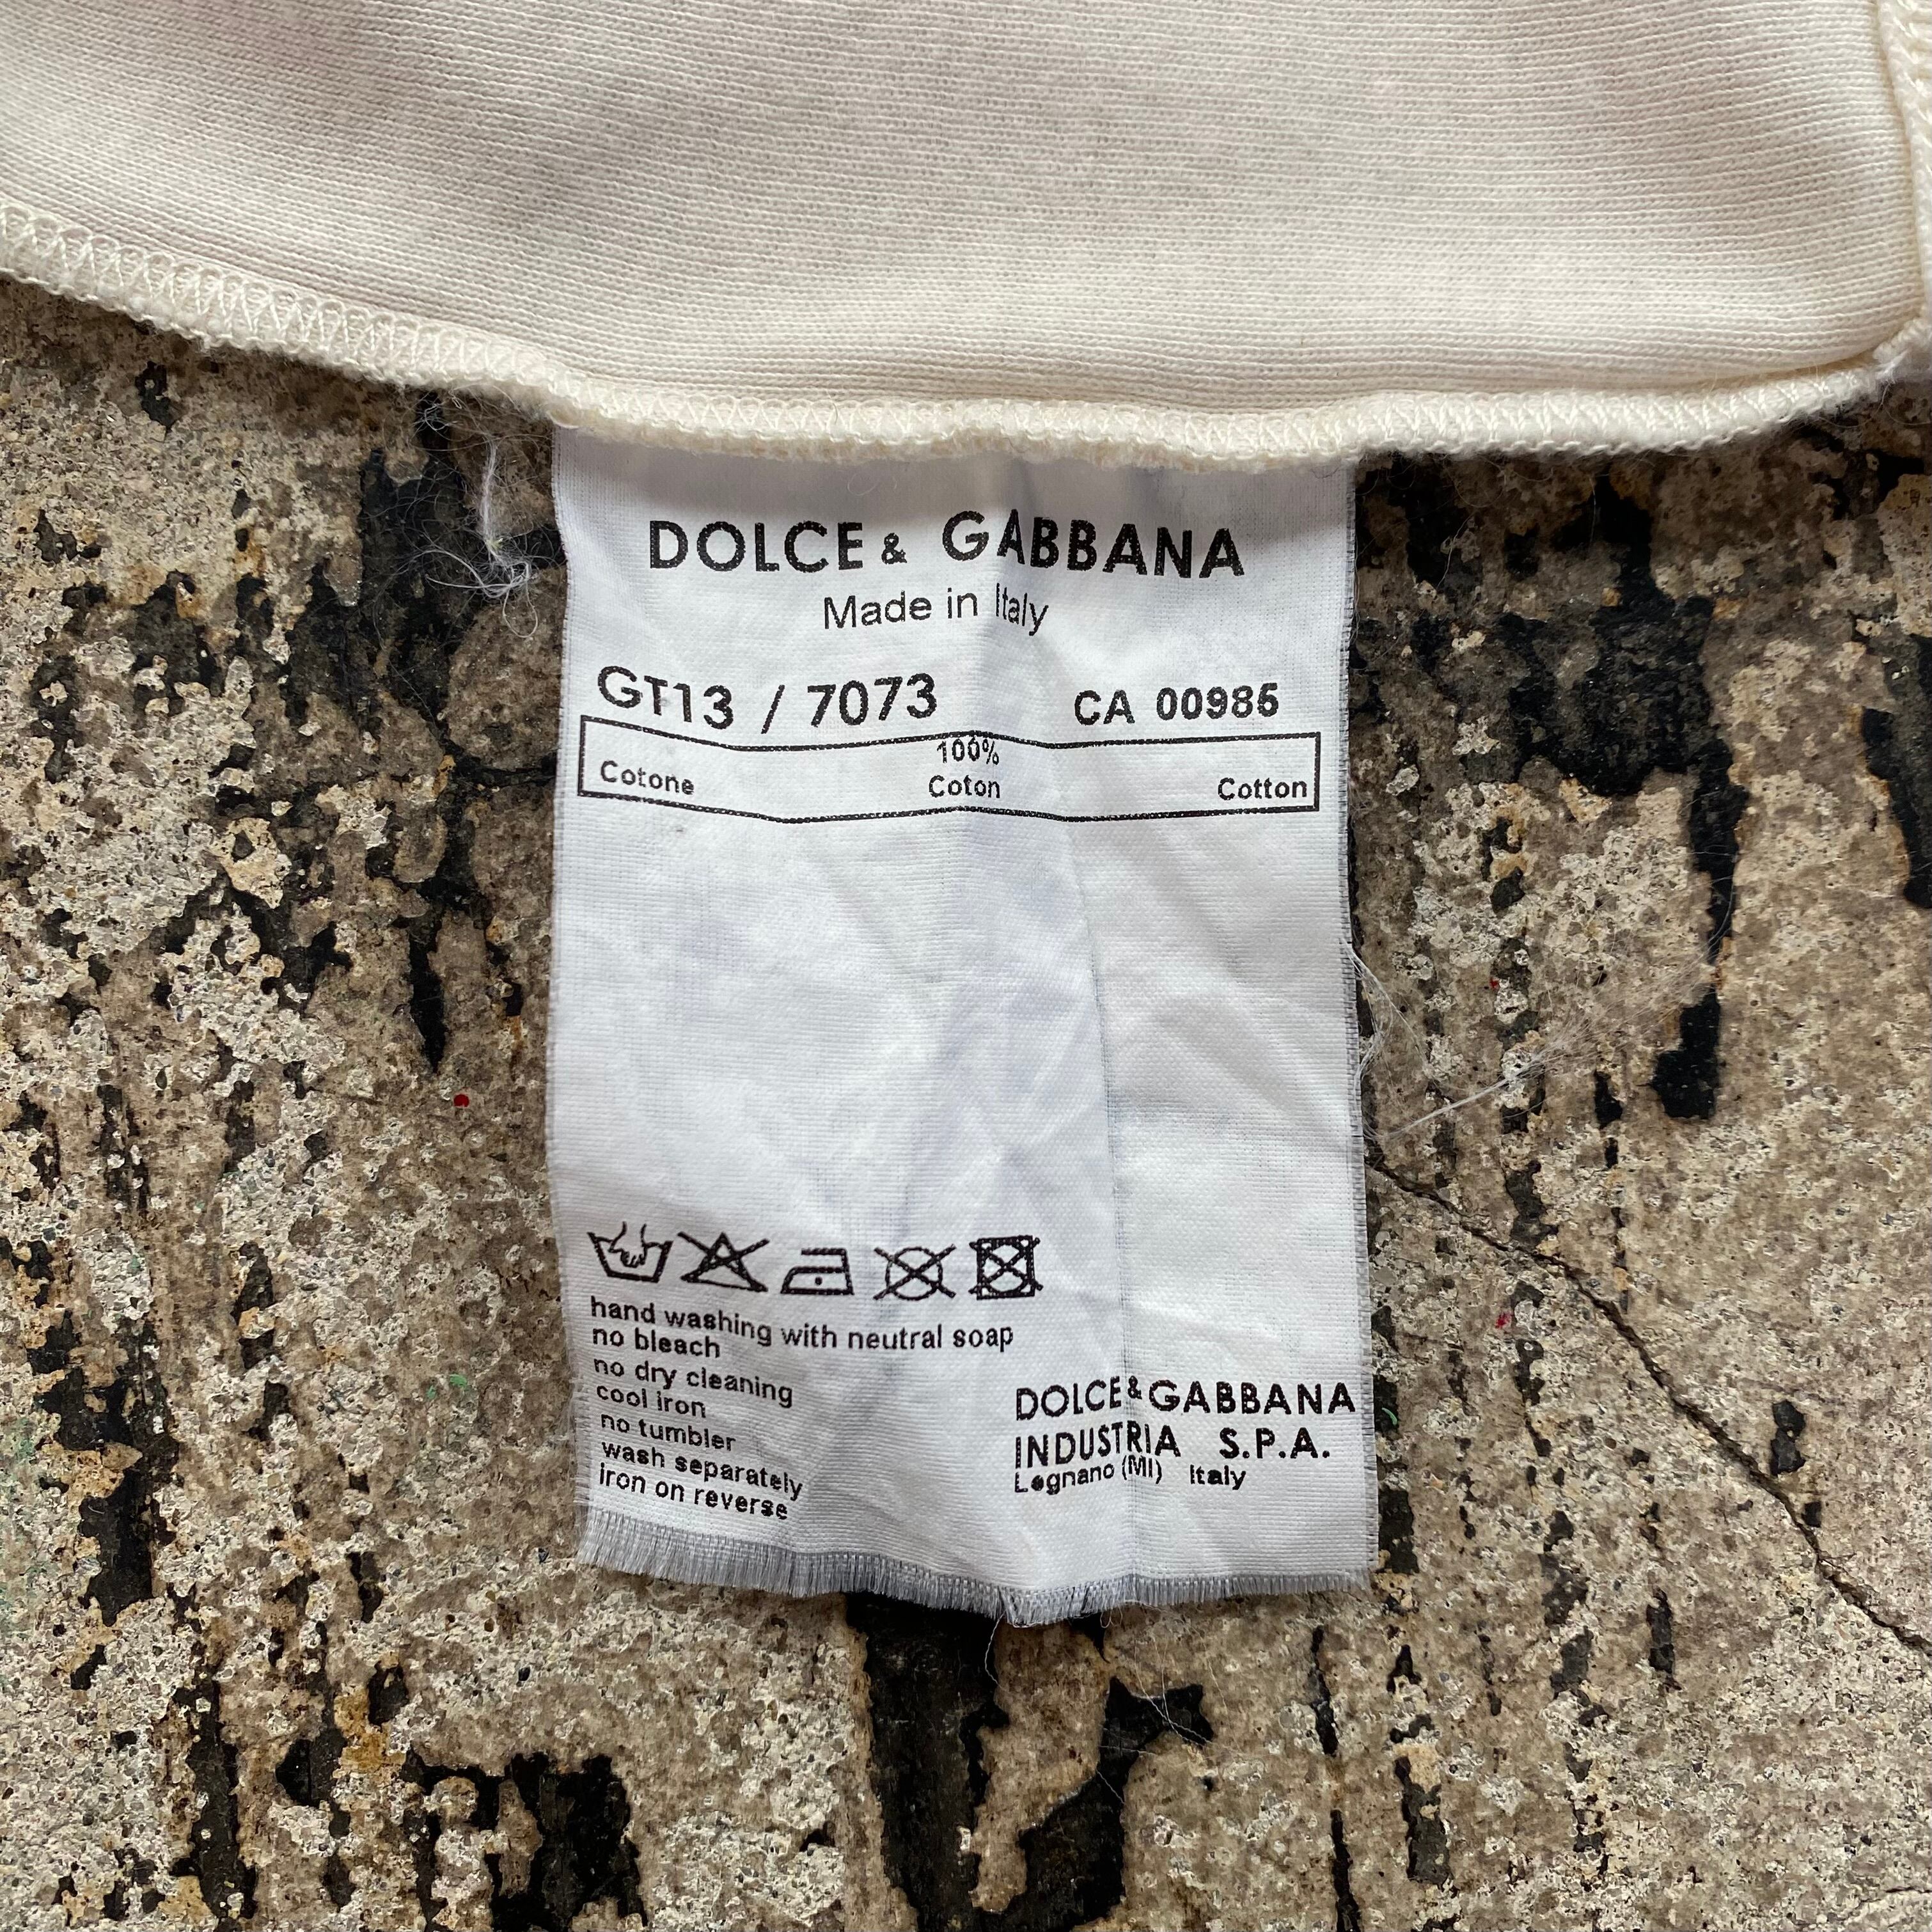 DOLCE & GABBANA
Made in Italy
GT13 / 7073 CA 00985
100%
Cotone Coton Cotton
hand washing with neutral soap
no bleach
no dry cleaning
cool iron
no tumbler
wash separately
iron on reverse
DOLCE & GABBANA
INDUSTRIA S.P.A.
Legnano (MI) Italy